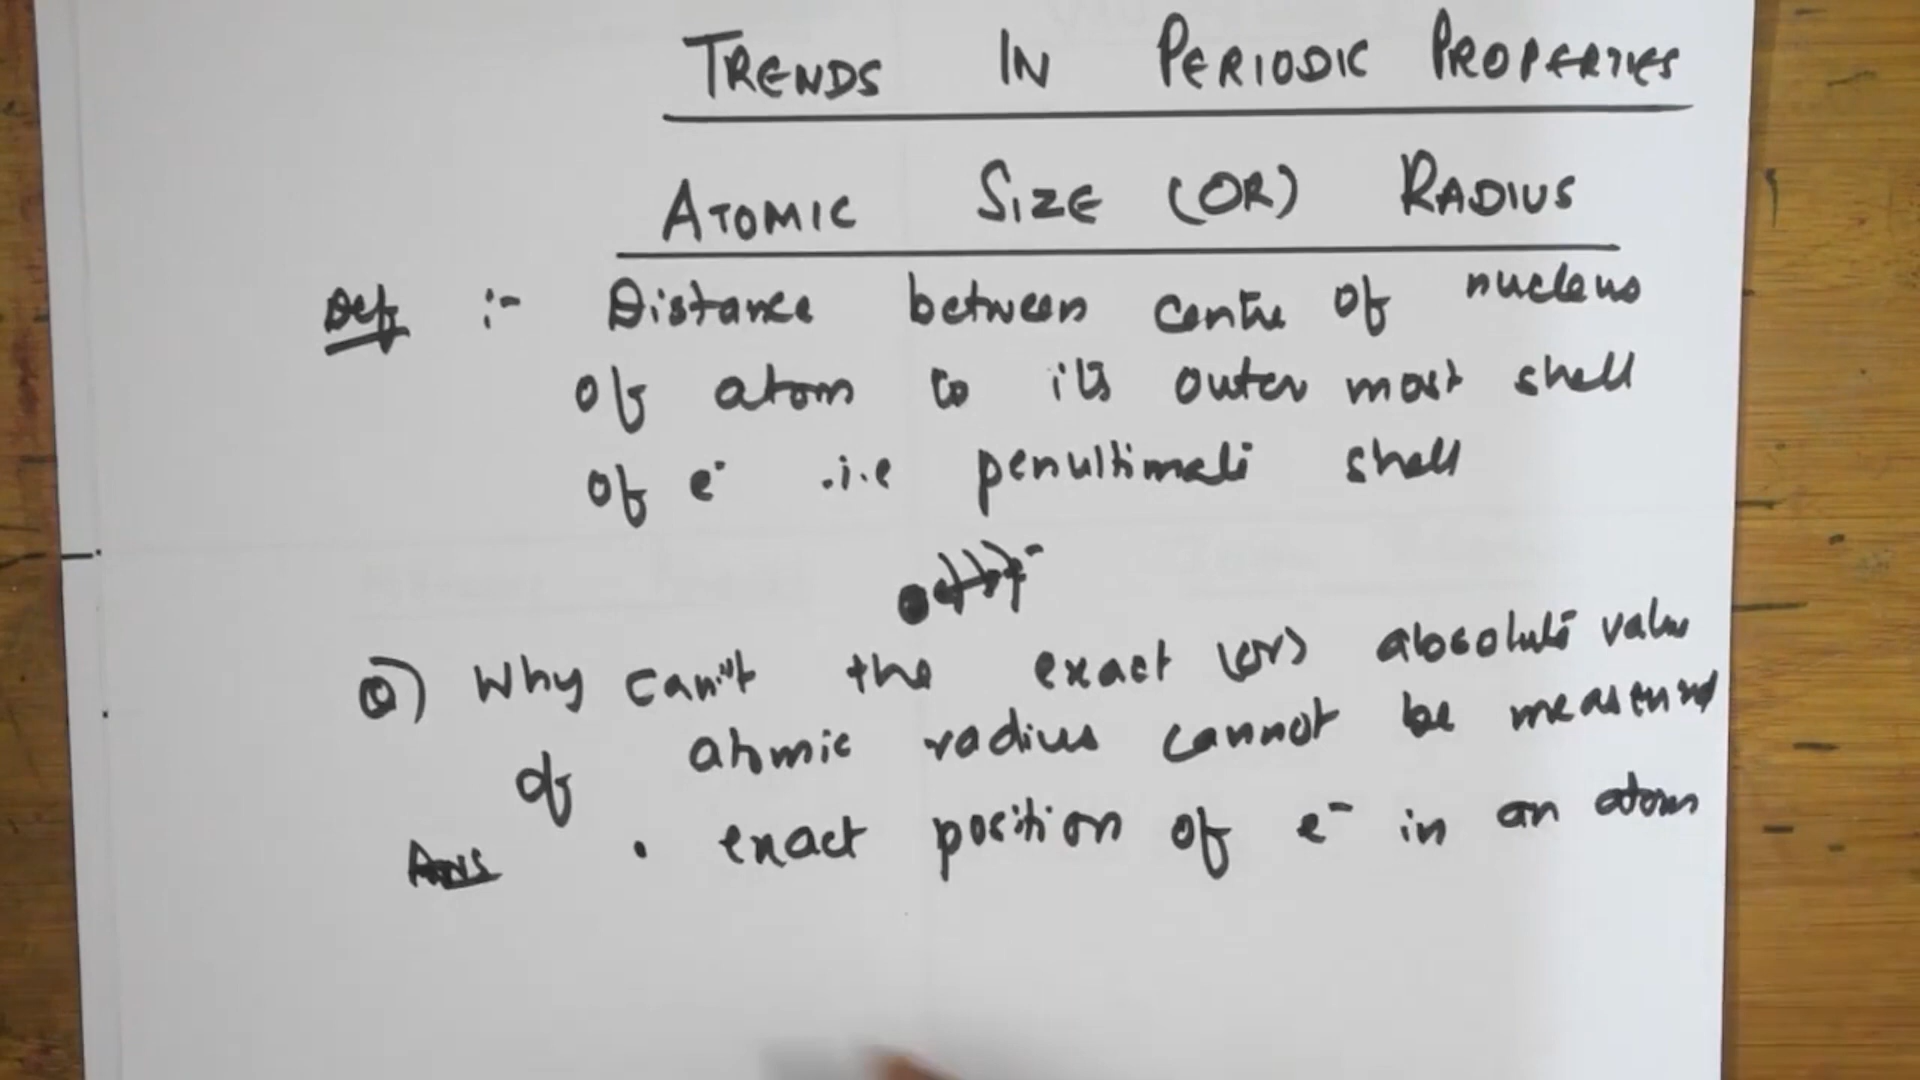 TRENDS IN PERIODIC PROPERTIES
ATOMIC SIZE (OR) RADIUS
Def :- Distance between centre of nucleus
of atom to its outer most shell
of e- .i.e penultimate shell
Q) Why can't the exact (or) absolute value
of atomic radius cannot be measured
Ans • exact position of e- in an atom